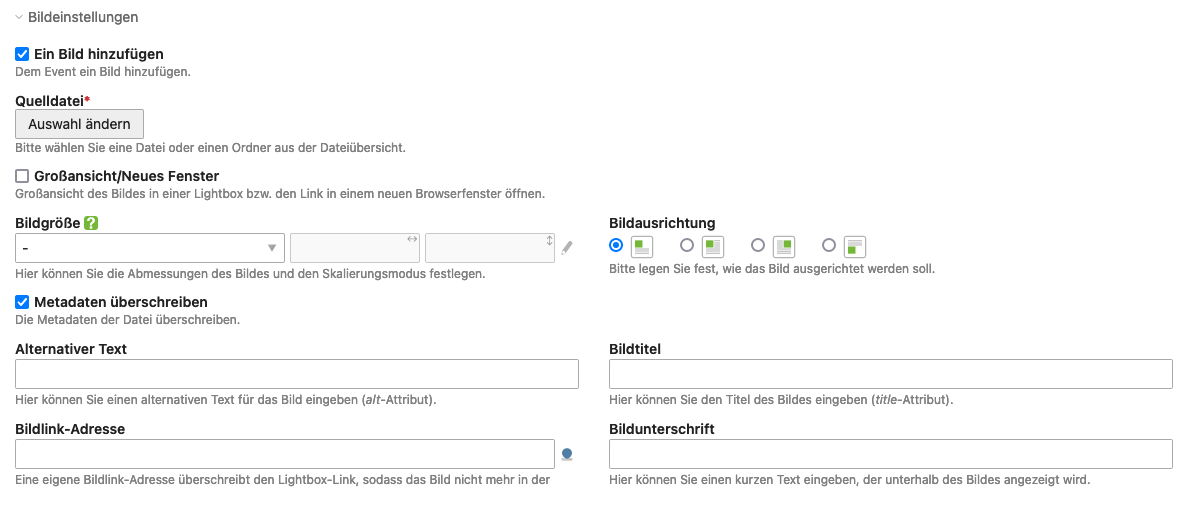 Bildeinstellungen
Ein Bild hinzufügen
Dem Event ein Bild hinzufügen.
Quelldatei*
Auswahl ändern
Bitte wählen Sie eine Datei oder einen Ordner aus der Dateiübersicht.
Großansicht/Neues Fenster
Großansicht des Bildes in einer Lightbox bzw. den Link in einem neuen Browserfenster öffnen.
Bildgröße ?
-
Hier können Sie die Abmessungen des Bildes und den Skalierungsmodus festlegen.
Bildausrichtung
Bitte legen Sie fest, wie das Bild ausgerichtet werden soll.
Metadaten überschreiben
Die Metadaten der Datei überschreiben.
Alternativer Text
Hier können Sie einen alternativen Text für das Bild eingeben (alt-Attribut).
Bildtitel
Hier können Sie den Titel des Bildes eingeben (title-Attribut).
Bildlink-Adresse
Eine eigene Bildlink-Adresse überschreibt den Lightbox-Link, sodass das Bild nicht mehr in der
Bildunterschrift
Hier können Sie einen kurzen Text eingeben, der unterhalb des Bildes angezeigt wird.